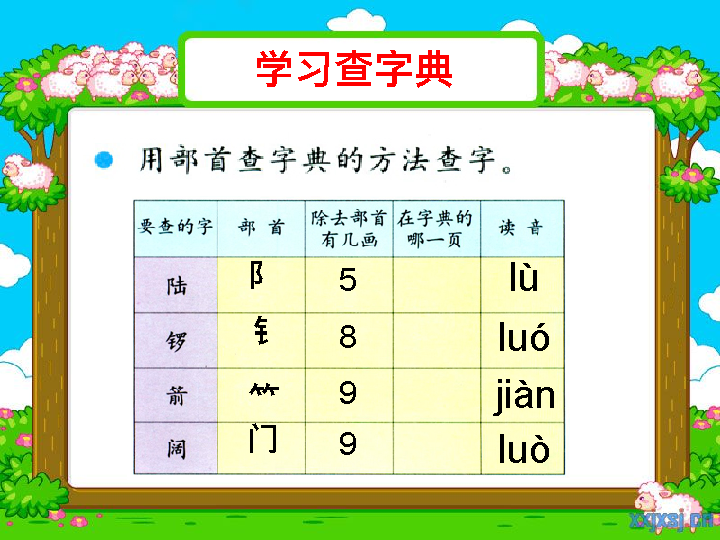 学习查字典
用部首查字典的方法查字。
要查的字 部首 除去部首有几画 在字典的哪一页 读音
陆 阝 5 lù
锣 钅 8 luó
箭 ⺮ 9 jiàn
阔 门 9 luò
xxjxsj.cn